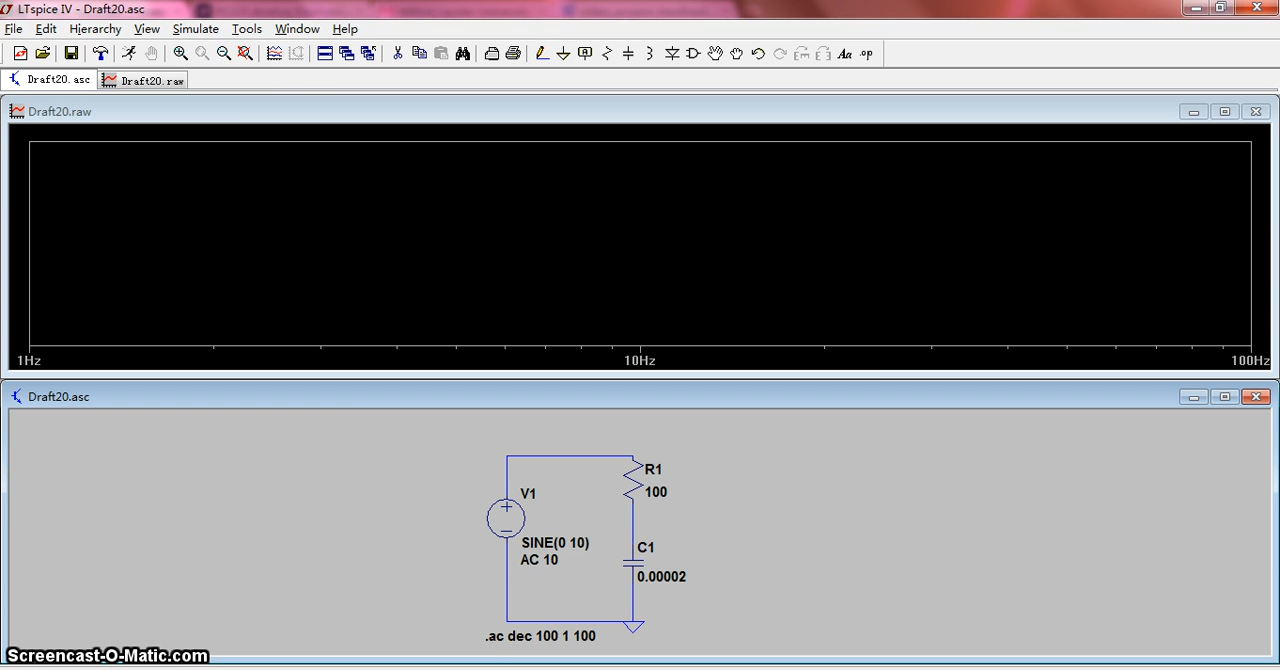 LTspice IV - Draft20.asc
File Edit Hierarchy View Simulate Tools Window Help
Aa .op
Draft20.asc Draft20.raw
Draft20.raw
1Hz 10Hz 100Hz
Draft20.asc
R1
V1 100
SINE(0 10) C1
AC 10
0.00002
.ac dec 100 1 100
Screencast-O-Matic.com